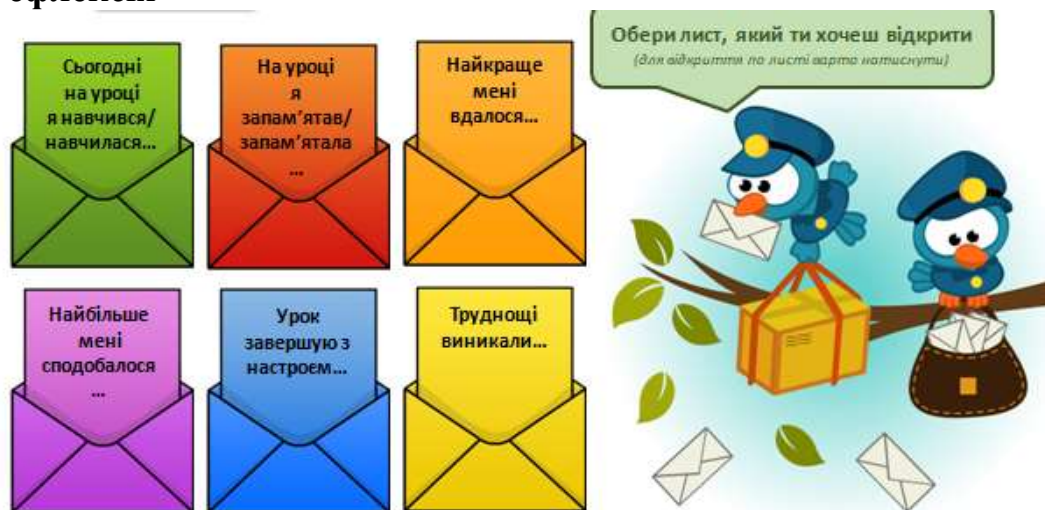 Сьогодні
на уроці
я навчився/
навчилася...
На уроці
я
запам’ятав/
запам’ятала
...
Найкраще
мені
вдалося...
Обери лист, який ти хочеш відкрити
(для відкриття по листі варто натиснути)
Найбільше
мені
сподобалося
...
Урок
завершую з
настроєм...
Труднощі
виникали...